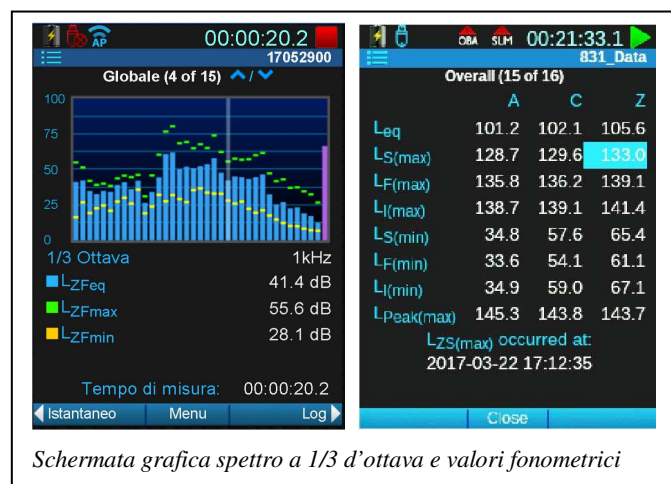 AP 00:00:20.2
17052900
Globale (4 of 15) /
100
75
50
25
0
1/3 Ottava 1kHz
LZFeq 41.4 dB
LZFmax 55.6 dB
LZFmin 28.1 dB
Tempo di misura: 00:00:20.2
Istantaneo Menu Log
OBA SLM 00:21:33.1
831_Data
Overall (15 of 16)
A C Z
Leq 101.2 102.1 105.6
LS(max) 128.7 129.6 133.0
LF(max) 135.8 136.2 139.1
LI(max) 138.7 139.1 141.4
LS(min) 34.8 57.6 65.4
LF(min) 33.6 54.1 61.1
LI(min) 34.9 59.0 67.1
LPeak(max) 145.3 143.8 143.7
LZS(max) occurred at:
2017-03-22 17:12:35
Close
Schermata grafica spettro a 1/3 d'ottava e valori fonometrici